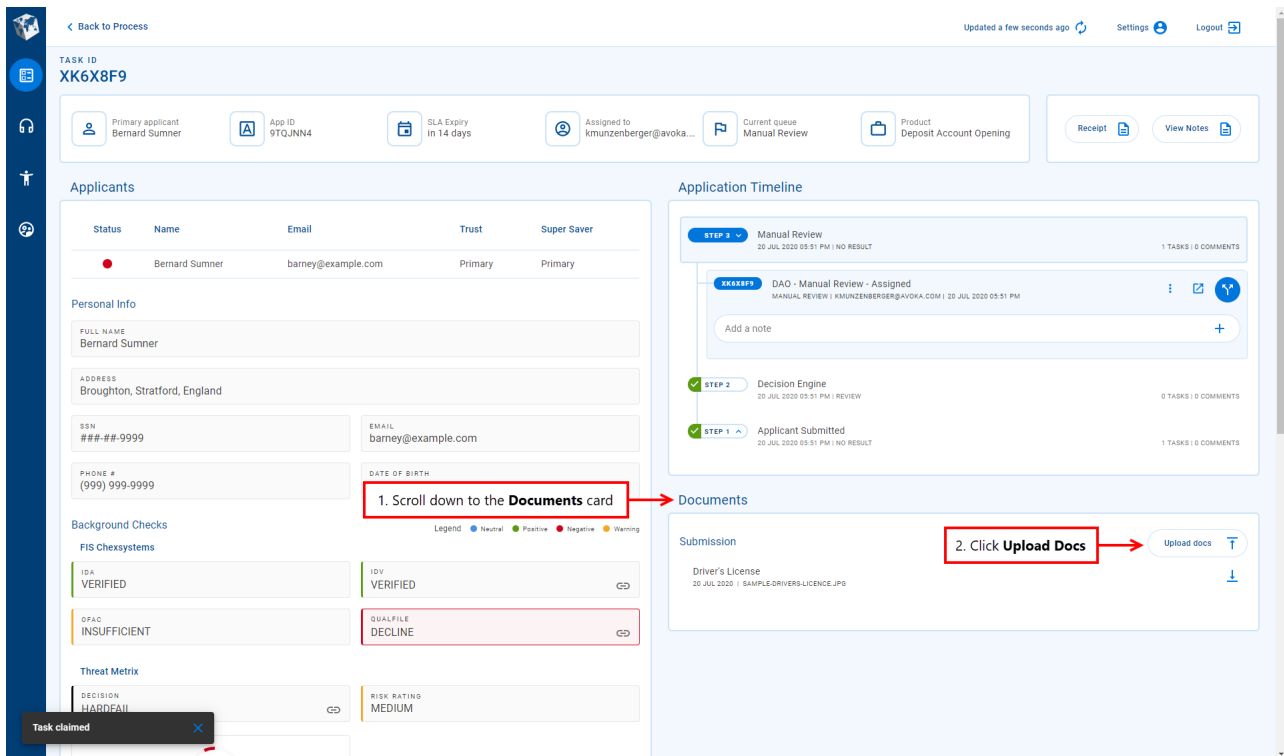 Back to Process
Updated a few seconds ago
Settings
Logout
TASK ID
XK6X8F9
Primary applicant
Bernard Sumner
App ID
9TQJNN4
SLA Expiry
in 14 days
Assigned to
kmunzenberger@avoka...
Current queue
Manual Review
Product
Deposit Account Opening
Receipt
View Notes
Applicants
Status Name Email Trust Super Saver
Bernard Sumner barney@example.com Primary Primary
Personal Info
FULL NAME
Bernard Sumner
ADDRESS
Broughton, Stratford, England
SSN
###-##-9999
EMAIL
barney@example.com
PHONE #
(999) 999-9999
DATE OF BIRTH
1. Scroll down to the Documents card
Background Checks
Legend Neutral Positive Negative Warning
FIS Chexsystems
IDA
VERIFIED
IDV
VERIFIED
OFAC
INSUFFICIENT
QUALFILE
DECLINE
Threat Metrix
DECISION
HARDFAIL
RISK RATING
MEDIUM
Task claimed
Application Timeline
STEP 3 Manual Review
20 JUL 2020 05:51 PM | NO RESULT
1 TASKS | 0 COMMENTS
XK6X8F9 DAO - Manual Review - Assigned
MANUAL REVIEW | KMUNZENBERGER@AVOKA.COM | 20 JUL 2020 05:51 PM
Add a note
STEP 2 Decision Engine
20 JUL 2020 05:51 PM | REVIEW
0 TASKS | 0 COMMENTS
STEP 1 Applicant Submitted
20 JUL 2020 05:51 PM | NO RESULT
1 TASKS | 0 COMMENTS
Documents
Submission
2. Click Upload Docs
Upload docs
Driver's License
20 JUL 2020 | SAMPLE-DRIVERS-LICENCE.JPG